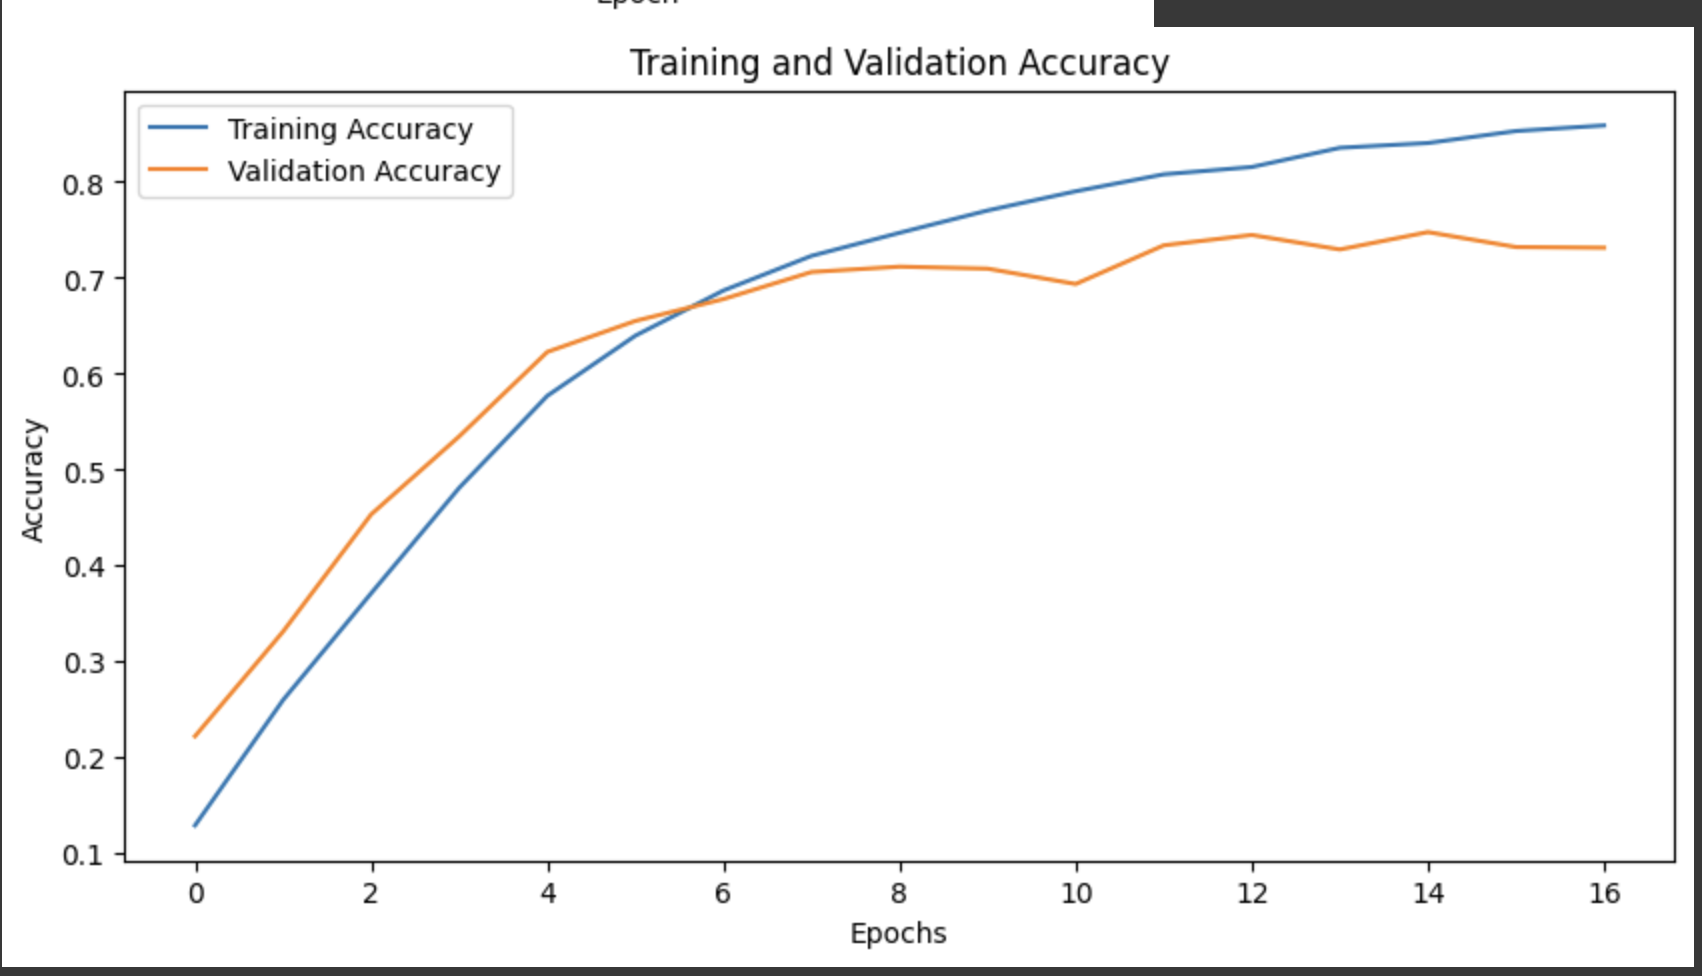 Epoch
Training and Validation Accuracy
Training Accuracy
Validation Accuracy
0.8
0.7
0.6
0.5
0.4
0.3
0.2
0.1
Accuracy
0 2 4 6 8 10 12 14 16
Epochs